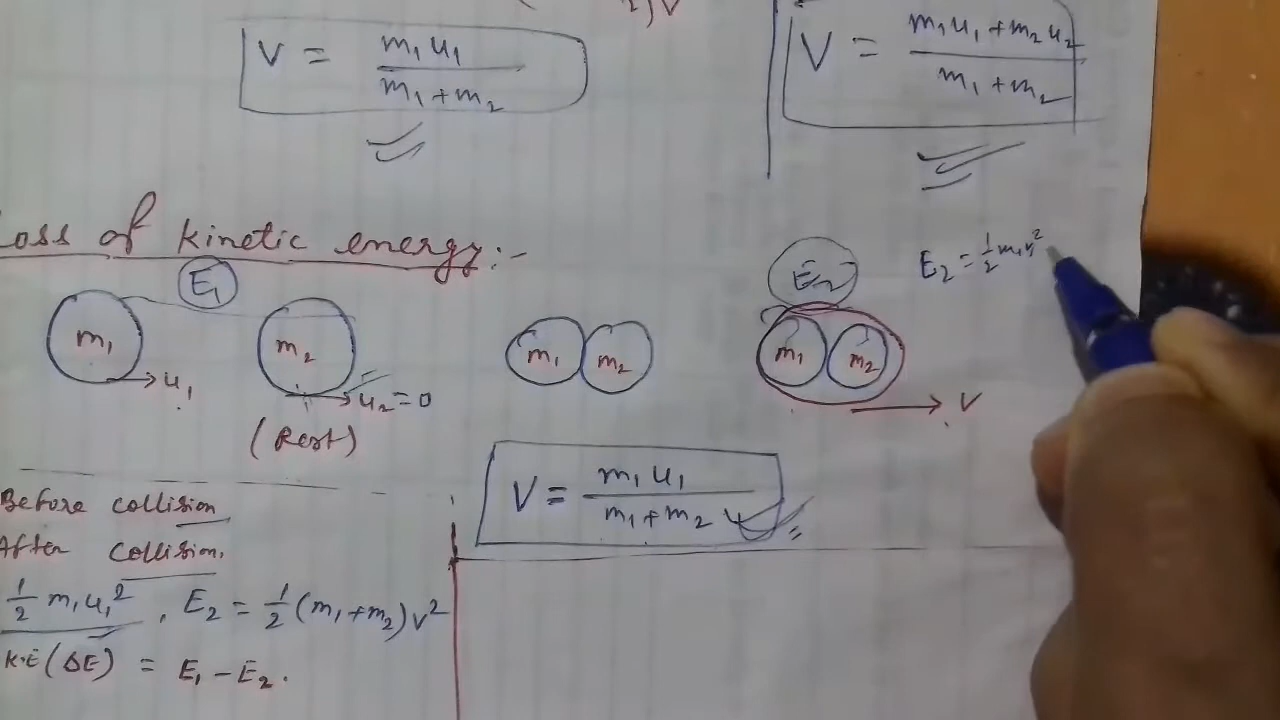 2) V
V = m₁u₁ / m₁+m₂
V = m₁u₁+m₂u₂ / m₁+m₂
Loss of kinetic energy:-
E₁
E₂
E₂ = ½m₁v²
m₁
m₂
m₁ m₂
m₁ m₂
u₁
u₂=0
V
(Rest)
V = m₁u₁ / m₁+m₂
Before collision
After collision.
½ m₁u₁², E₂ = ½(m₁+m₂)v²
K·E(ΔE) = E₁-E₂.